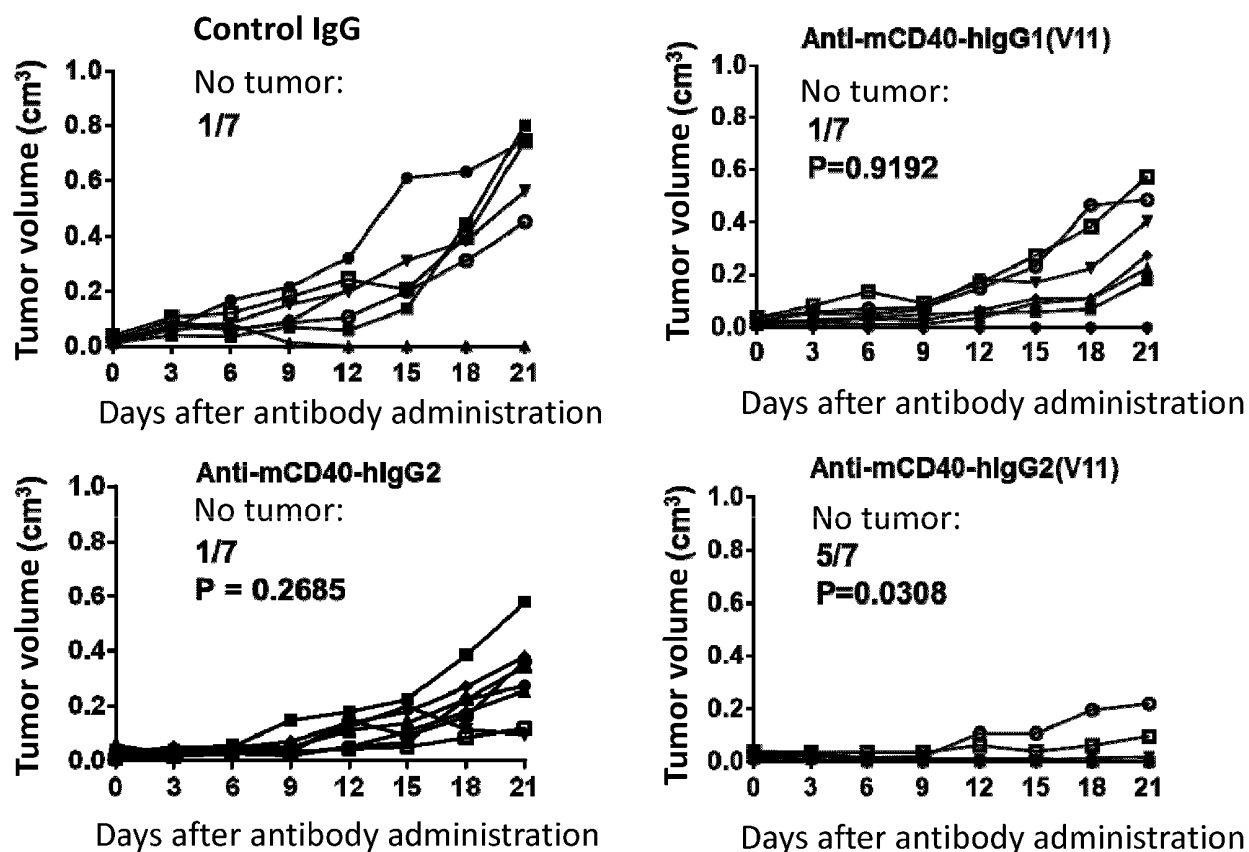 Control IgG
No tumor:
1/7
Tumor volume (cm³)
1.0
0.8
0.6
0.4
0.2
0.0
0 3 6 9 12 15 18 21
Days after antibody administration
Anti-mCD40-hIgG1(V11)
No tumor:
1/7
P=0.9192
Tumor volume (cm³)
1.0
0.8
0.6
0.4
0.2
0.0
0 3 6 9 12 15 18 21
Days after antibody administration
Anti-mCD40-hIgG2
No tumor:
1/7
P = 0.2685
Tumor volume (cm³)
1.0
0.8
0.6
0.4
0.2
0.0
0 3 6 9 12 15 18 21
Days after antibody administration
Anti-mCD40-hIgG2(V11)
No tumor:
5/7
P=0.0308
Tumor volume (cm³)
1.0
0.8
0.6
0.4
0.2
0.0
0 3 6 9 12 15 18 21
Days after antibody administration